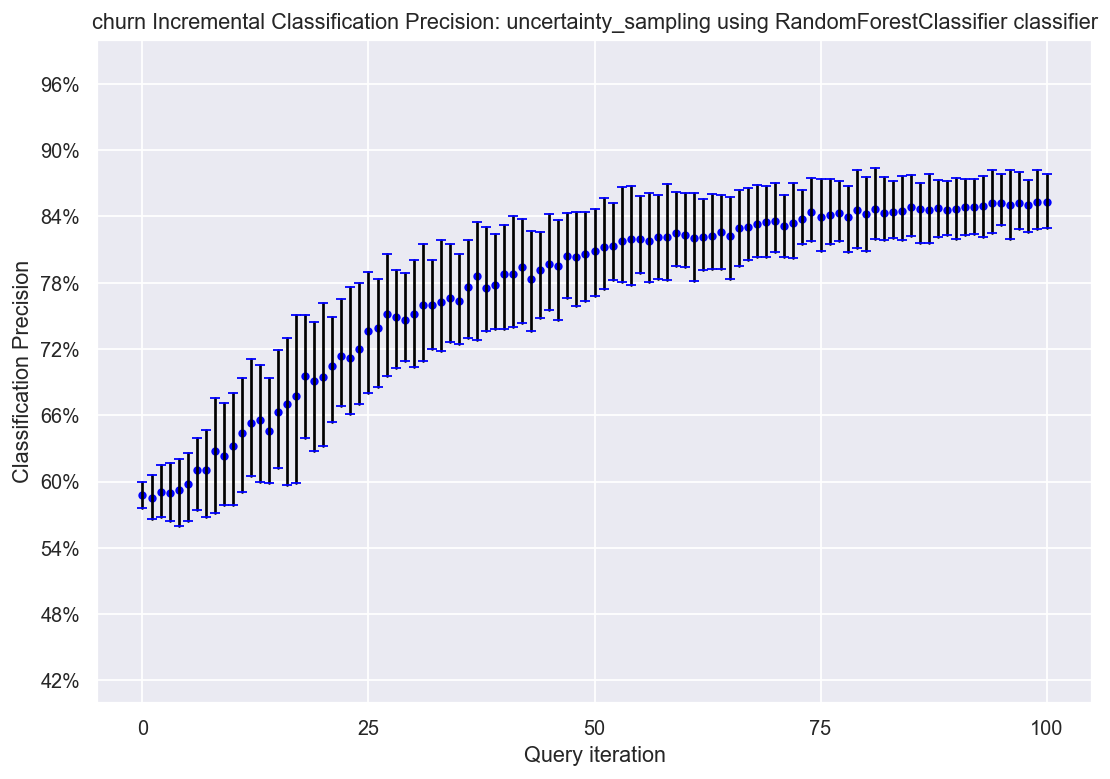 churn Incremental Classification Precision: uncertainty_sampling using RandomForestClassifier classifier
96%
90%
84%
78%
72%
66%
60%
54%
48%
42%
Classification Precision
0 25 50 75 100
Query iteration